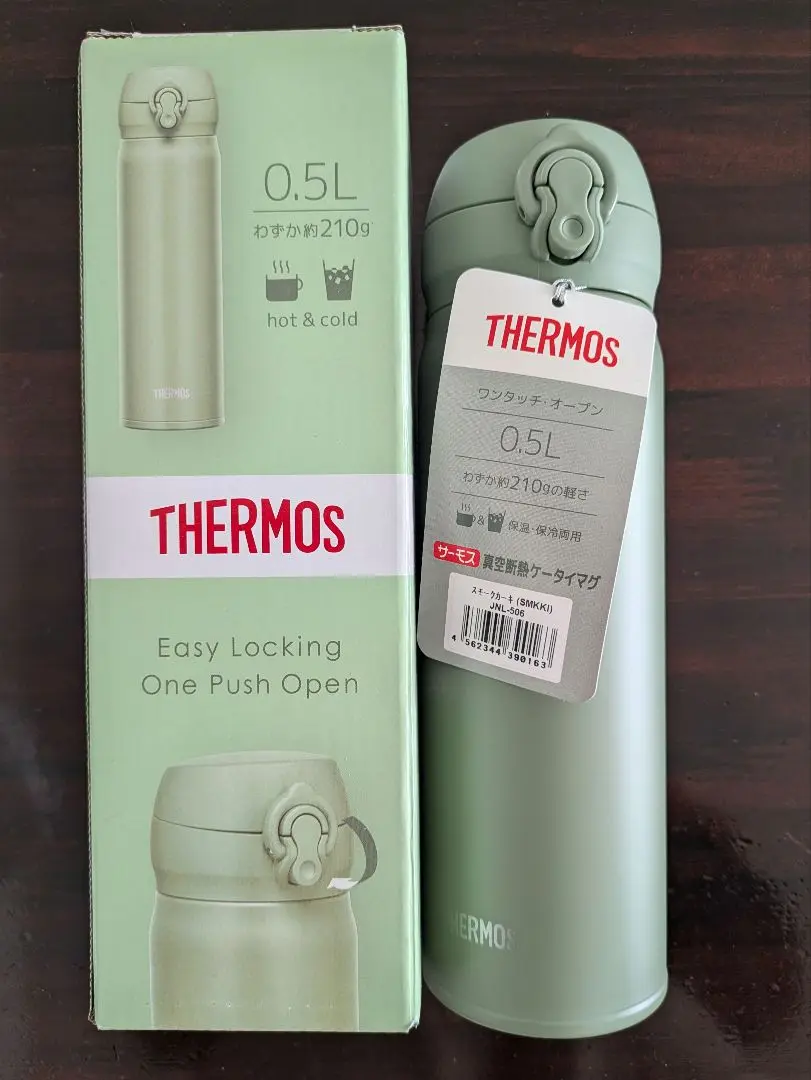 THERMOS
0.5L
わずか約210g
hot & cold
THERMOS
Easy Locking
One Push Open
THERMOS
ワンタッチ・オープン
0.5L
わずか約210gの軽さ
& 保温・保冷両用
サーモス 真空断熱ケータイマグ
スモークカーキ (SMKKI)
JNL-506
4 562344 390163
THERMOS